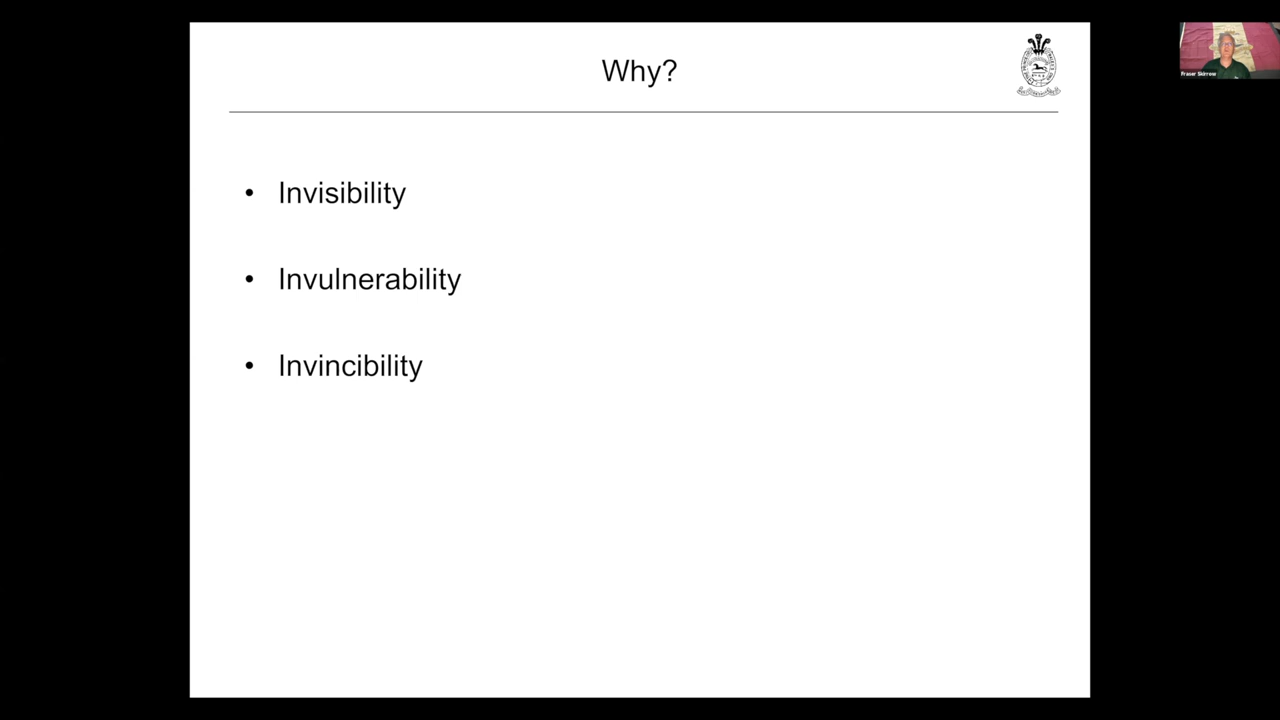 Why?
• Invisibility
• Invulnerability
• Invincibility
Fraser Skirrow